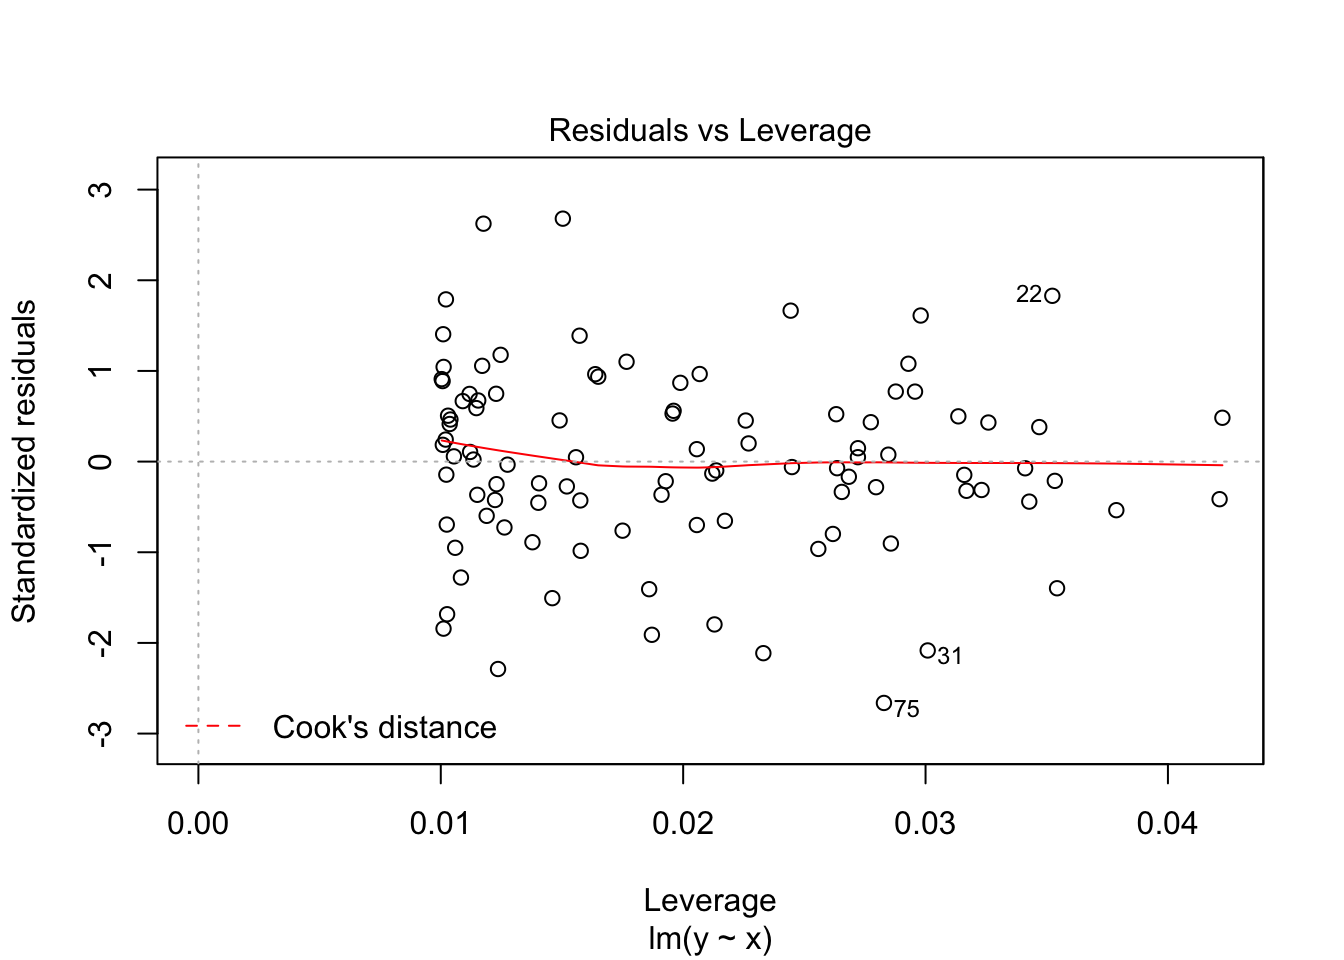 Residuals vs Leverage
Standardized residuals
3
2
1
0
-1
-2
-3
22
31
75
Cook's distance
0.00 0.01 0.02 0.03 0.04
Leverage
lm(y ~ x)